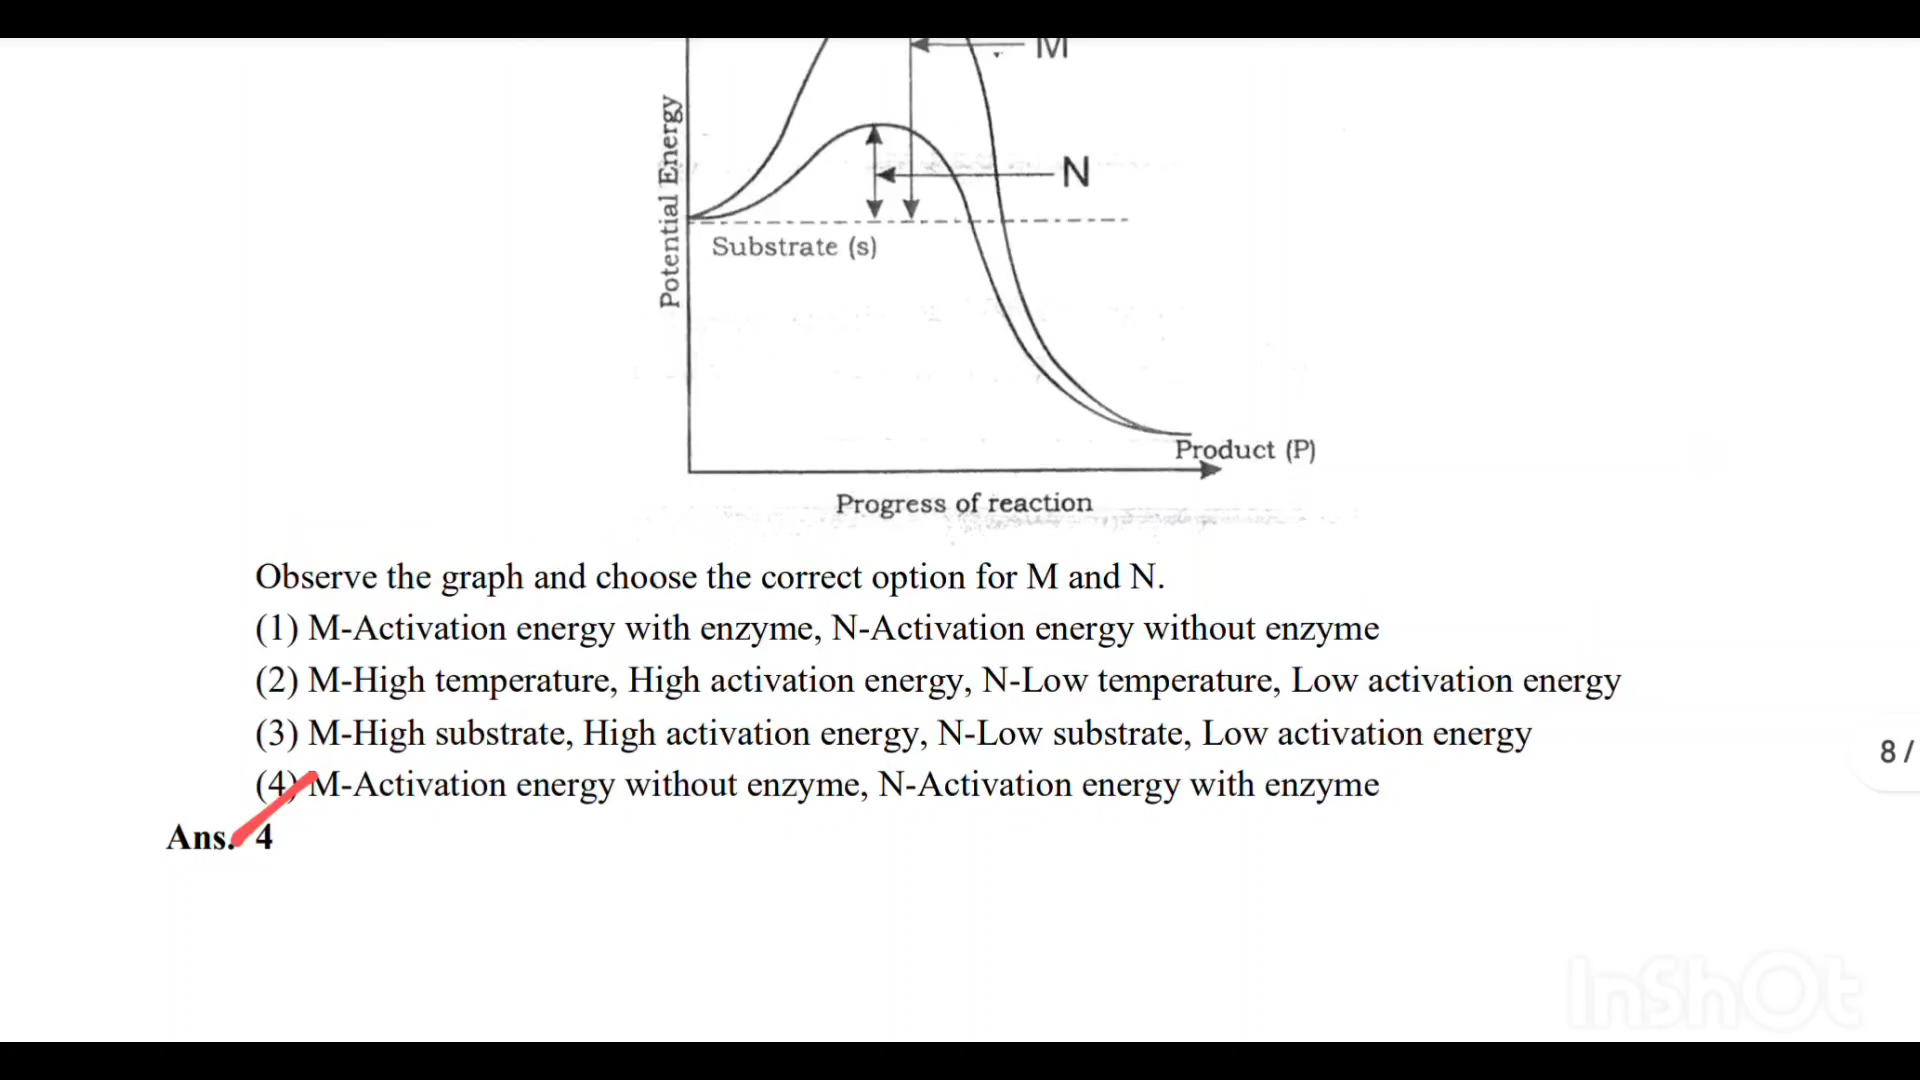 M
Potential Energy
N
Substrate (s)
Product (P)
Progress of reaction
Observe the graph and choose the correct option for M and N.
(1) M-Activation energy with enzyme, N-Activation energy without enzyme
(2) M-High temperature, High activation energy, N-Low temperature, Low activation energy
(3) M-High substrate, High activation energy, N-Low substrate, Low activation energy
8 /
(4) M-Activation energy without enzyme, N-Activation energy with enzyme
Ans. 4
InShOt